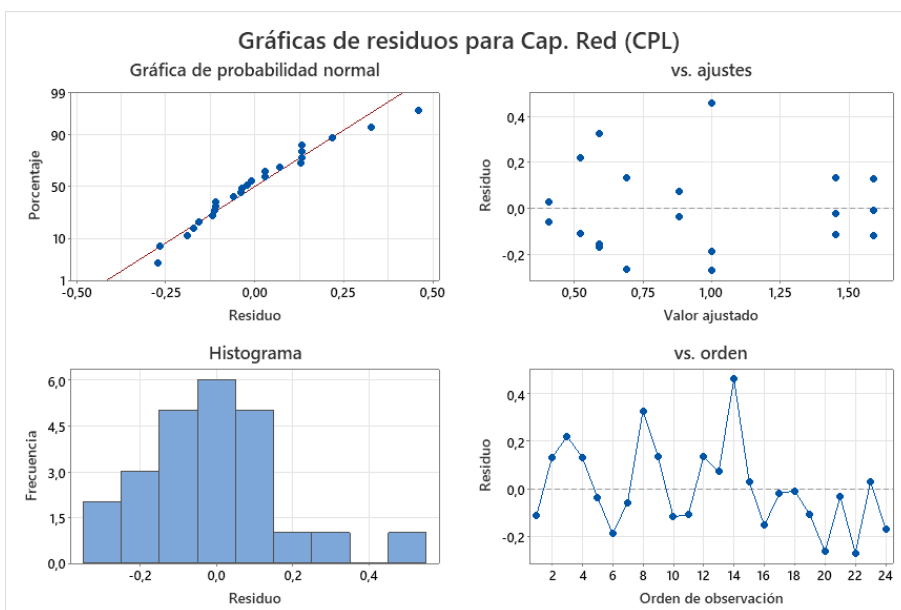 Gráficas de residuos para Cap. Red (CPL)
Gráfica de probabilidad normal
99
90
50
10
1
Porcentaje
-0,50 -0,25 0,00 0,25 0,50
Residuo
vs. ajustes
0,4
0,2
0,0
-0,2
Residuo
0,50 0,75 1,00 1,25 1,50
Valor ajustado
Histograma
6,0
4,5
3,0
1,5
0,0
Frecuencia
-0,2 0,0 0,2 0,4
Residuo
vs. orden
0,4
0,2
0,0
-0,2
Residuo
2 4 6 8 10 12 14 16 18 20 22 24
Orden de observación